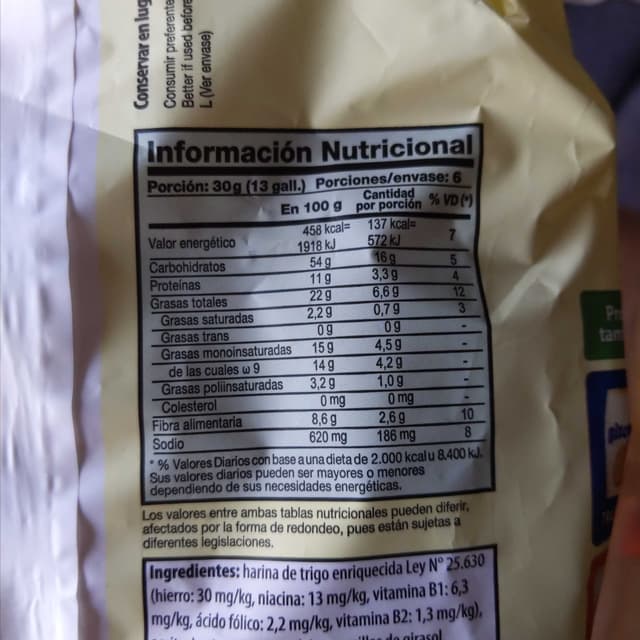 Conservar en lug
Consumir preferente
Better if used before
L (Ver envase)
Información Nutricional
Porción: 30g (13 gall.) Porciones/envase: 6
En 100 g Cantidad por porción % VD (*)
Valor energético 458 kcal= 1918 kJ 137 kcal= 572 kJ 7
Carbohidratos 54 g 16 g 5
Proteínas 11 g 3,3 g 4
Grasas totales 22 g 6,6 g 12
Grasas saturadas 2,2 g 0,7 g 3
Grasas trans 0 g 0 g -
Grasas monoinsaturadas 15 g 4,5 g -
de las cuales ω 9 14 g 4,2 g -
Grasas poliinsaturadas 3,2 g 1,0 g -
Colesterol 0 mg 0 mg -
Fibra alimentaria 8,6 g 2,6 g 10
Sodio 620 mg 186 mg 8
* % Valores Diarios con base a una dieta de 2.000 kcal u 8.400 kJ.
Sus valores diarios pueden ser mayores o menores
dependiendo de sus necesidades energéticas.
Los valores entre ambas tablas nutricionales pueden diferir,
afectados por la forma de redondeo, pues están sujetas a
diferentes legislaciones.
Ingredientes: harina de trigo enriquecida Ley Nº 25.630
(hierro: 30 mg/kg, niacina: 13 mg/kg, vitamina B1: 6,3
mg/kg, ácido fólico: 2,2 mg/kg, vitamina B2: 1,3 mg/kg),
girasol